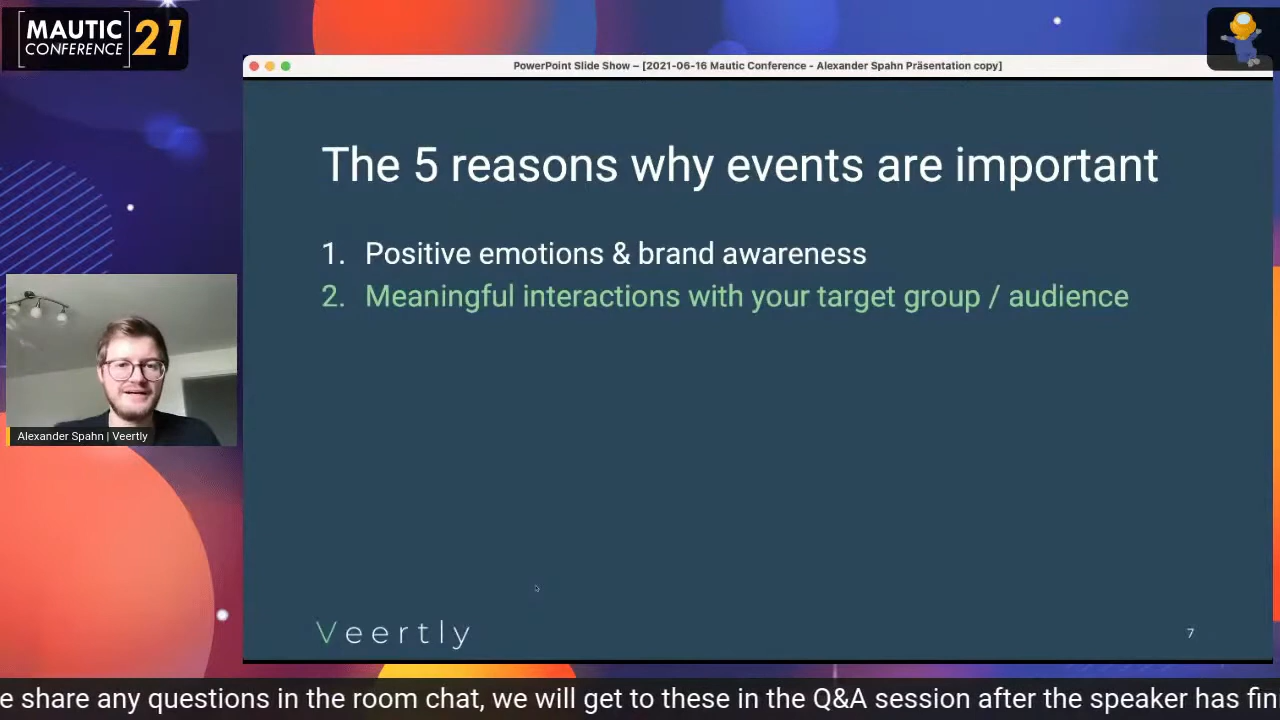 MAUTIC
CONFERENCE 21
PowerPoint Slide Show – [2021-06-16 Mautic Conference - Alexander Spahn Präsentation copy]
The 5 reasons why events are important
1. Positive emotions & brand awareness
2. Meaningful interactions with your target group / audience
Alexander Spahn | Veertly
Veertly
7
e share any questions in the room chat, we will get to these in the Q&A session after the speaker has fin